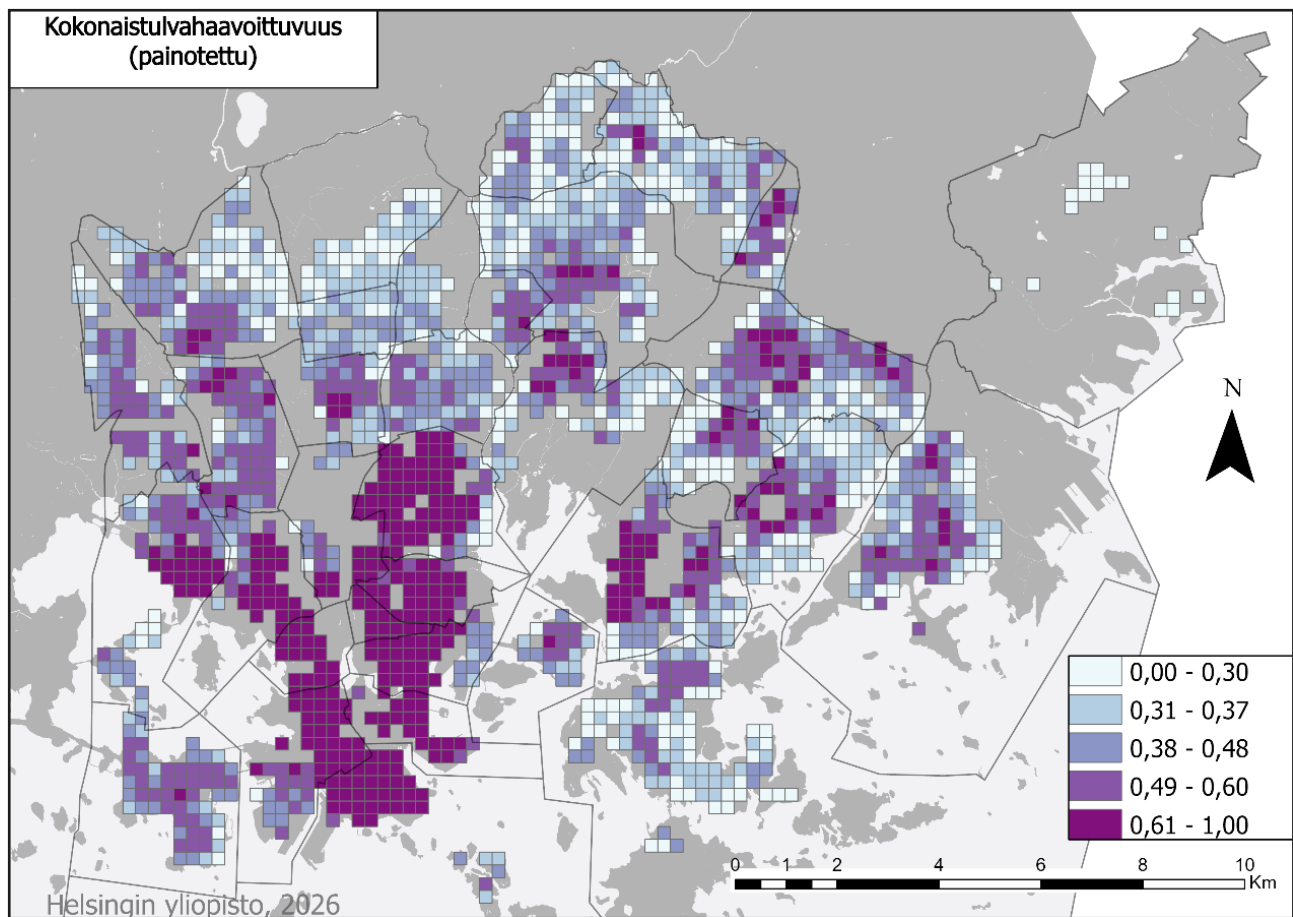 Kokonaistulvahaavoittuvuus
(painotettu)
N
0,00 - 0,30
0,31 - 0,37
0,38 - 0,48
0,49 - 0,60
0,61 - 1,00
0 1 2 4 6 8 10
Km
Helsingin yliopisto, 2026